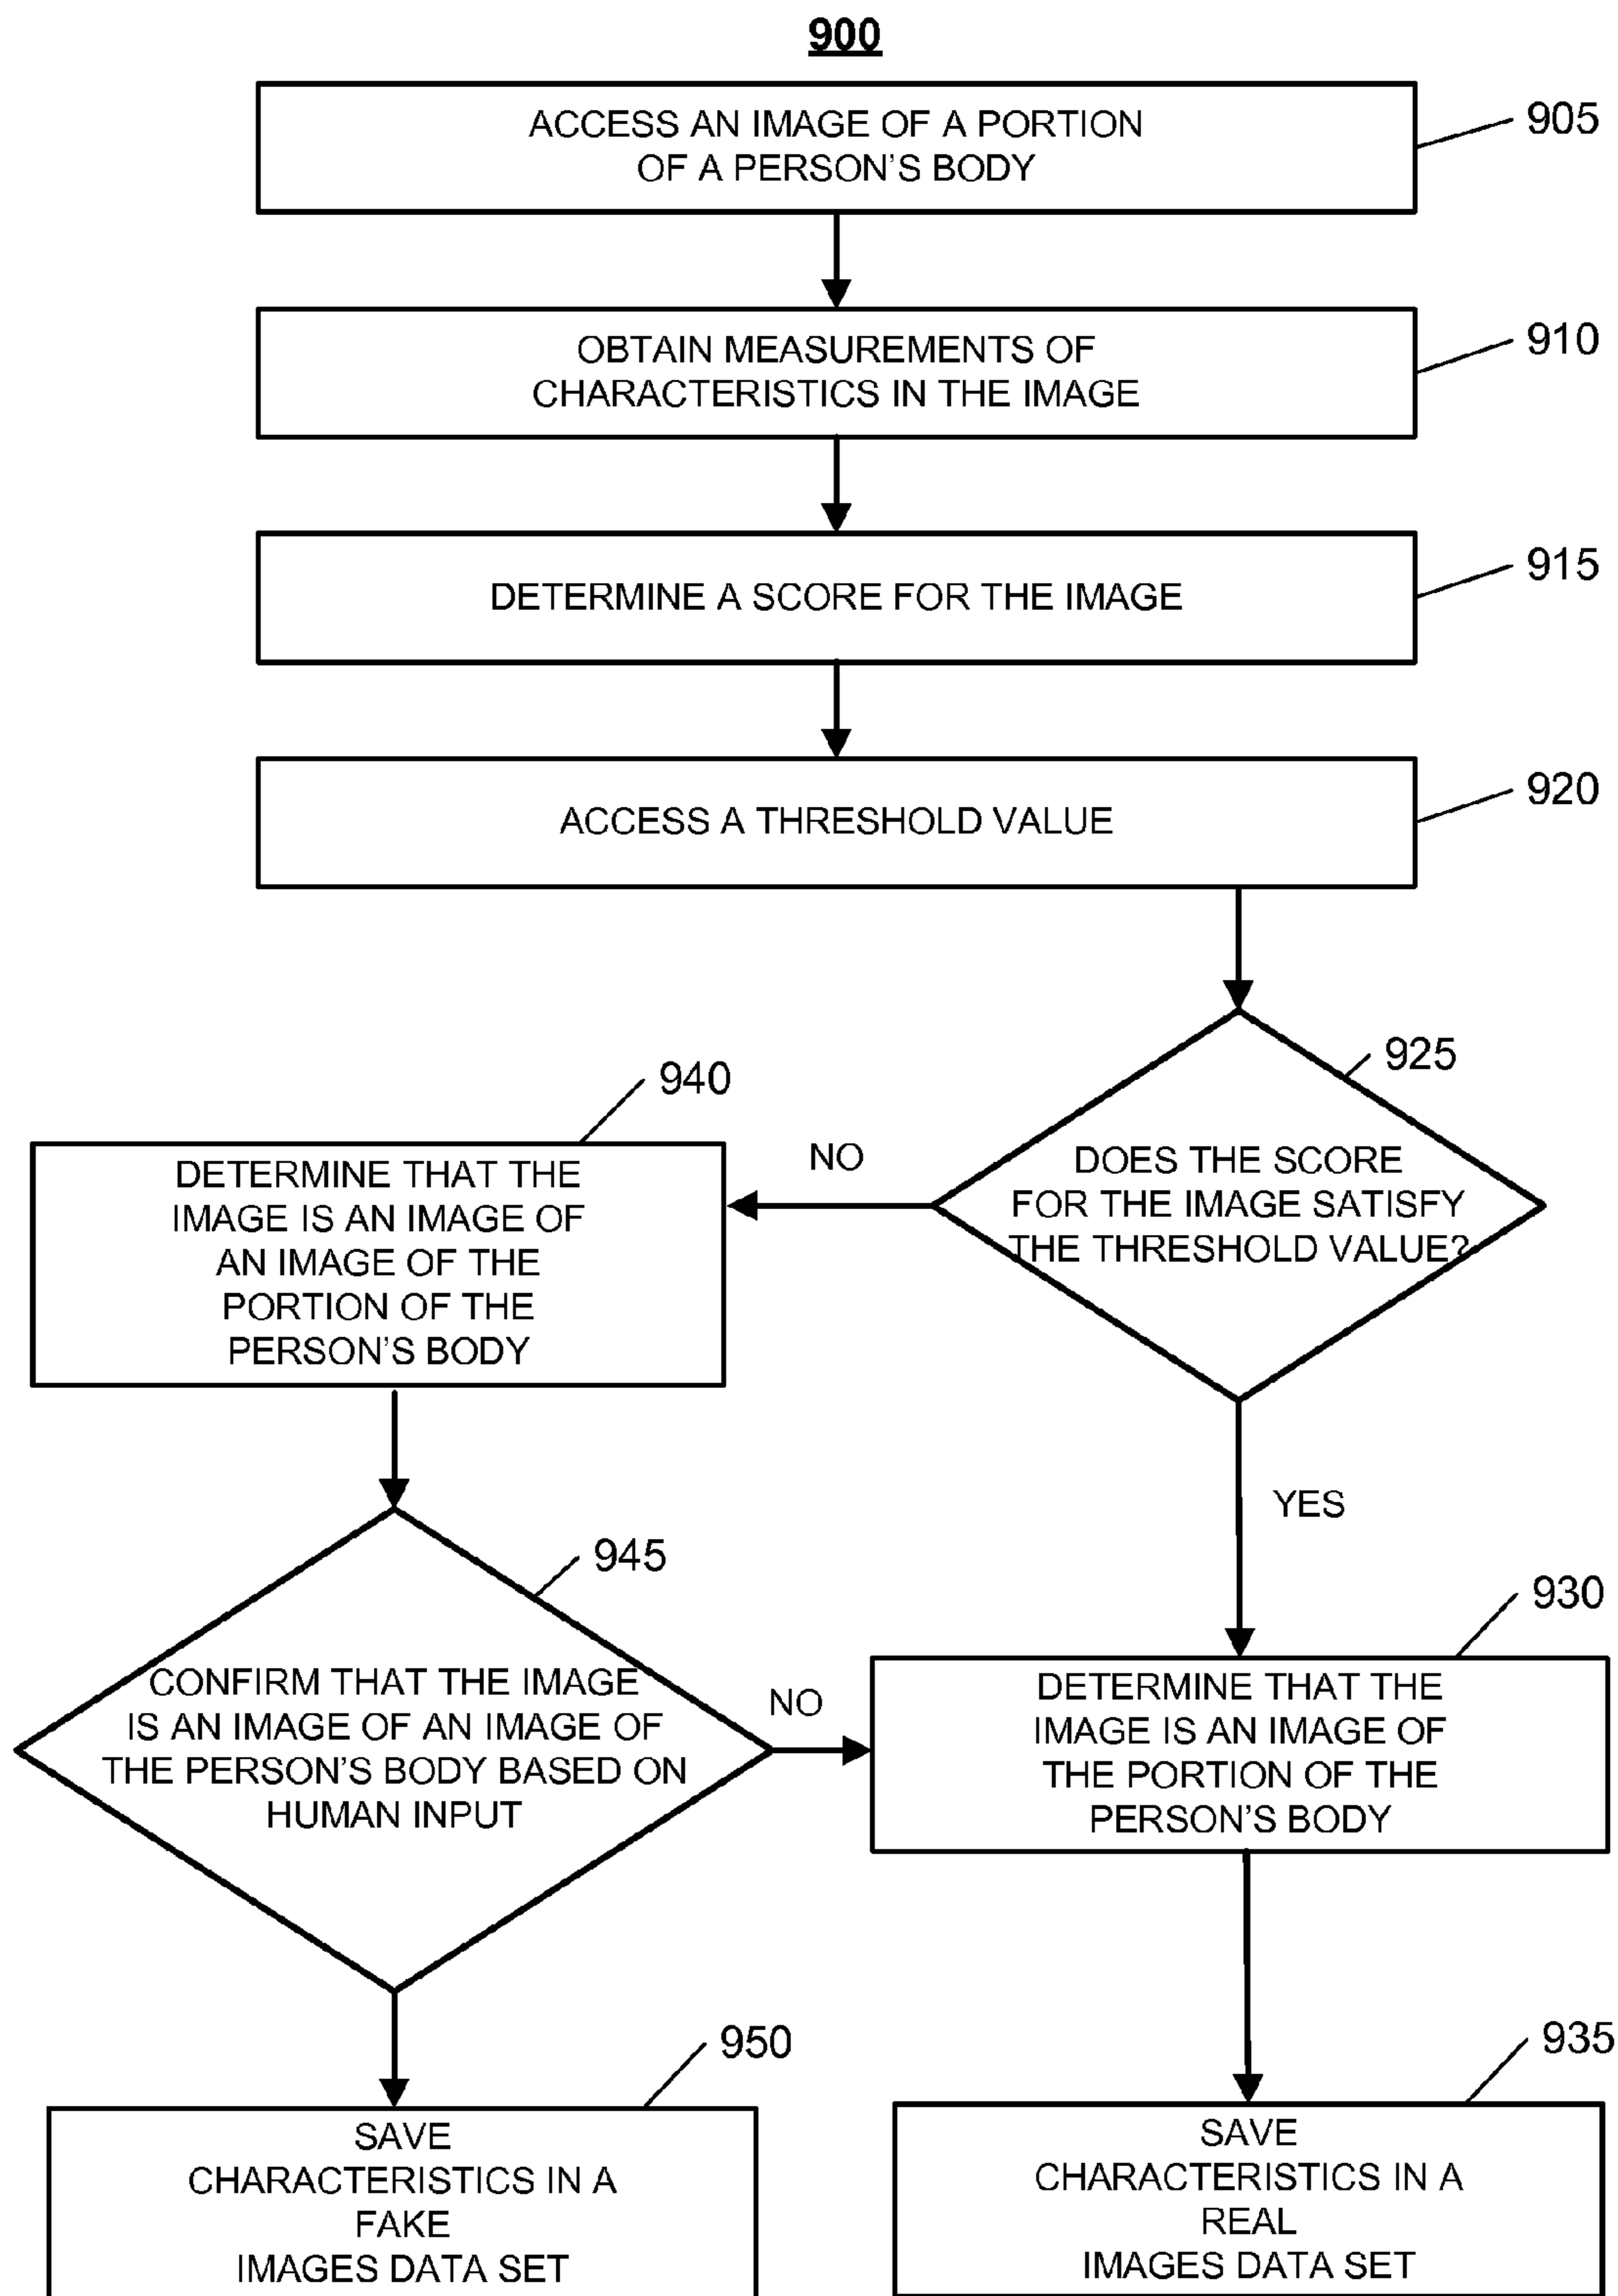 900
ACCESS AN IMAGE OF A PORTION
OF A PERSON'S BODY
905
OBTAIN MEASUREMENTS OF
CHARACTERISTICS IN THE IMAGE
910
DETERMINE A SCORE FOR THE IMAGE
915
ACCESS A THRESHOLD VALUE
920
925
DOES THE SCORE
FOR THE IMAGE SATISFY
THE THRESHOLD VALUE?
NO
940
DETERMINE THAT THE
IMAGE IS AN IMAGE OF
AN IMAGE OF THE
PORTION OF THE
PERSON'S BODY
YES
945
CONFIRM THAT THE IMAGE
IS AN IMAGE OF AN IMAGE OF
THE PERSON'S BODY BASED ON
HUMAN INPUT
NO
930
DETERMINE THAT THE
IMAGE IS AN IMAGE OF
THE PORTION OF THE
PERSON'S BODY
950
SAVE
CHARACTERISTICS IN A
FAKE
IMAGES DATA SET
935
SAVE
CHARACTERISTICS IN A
REAL
IMAGES DATA SET